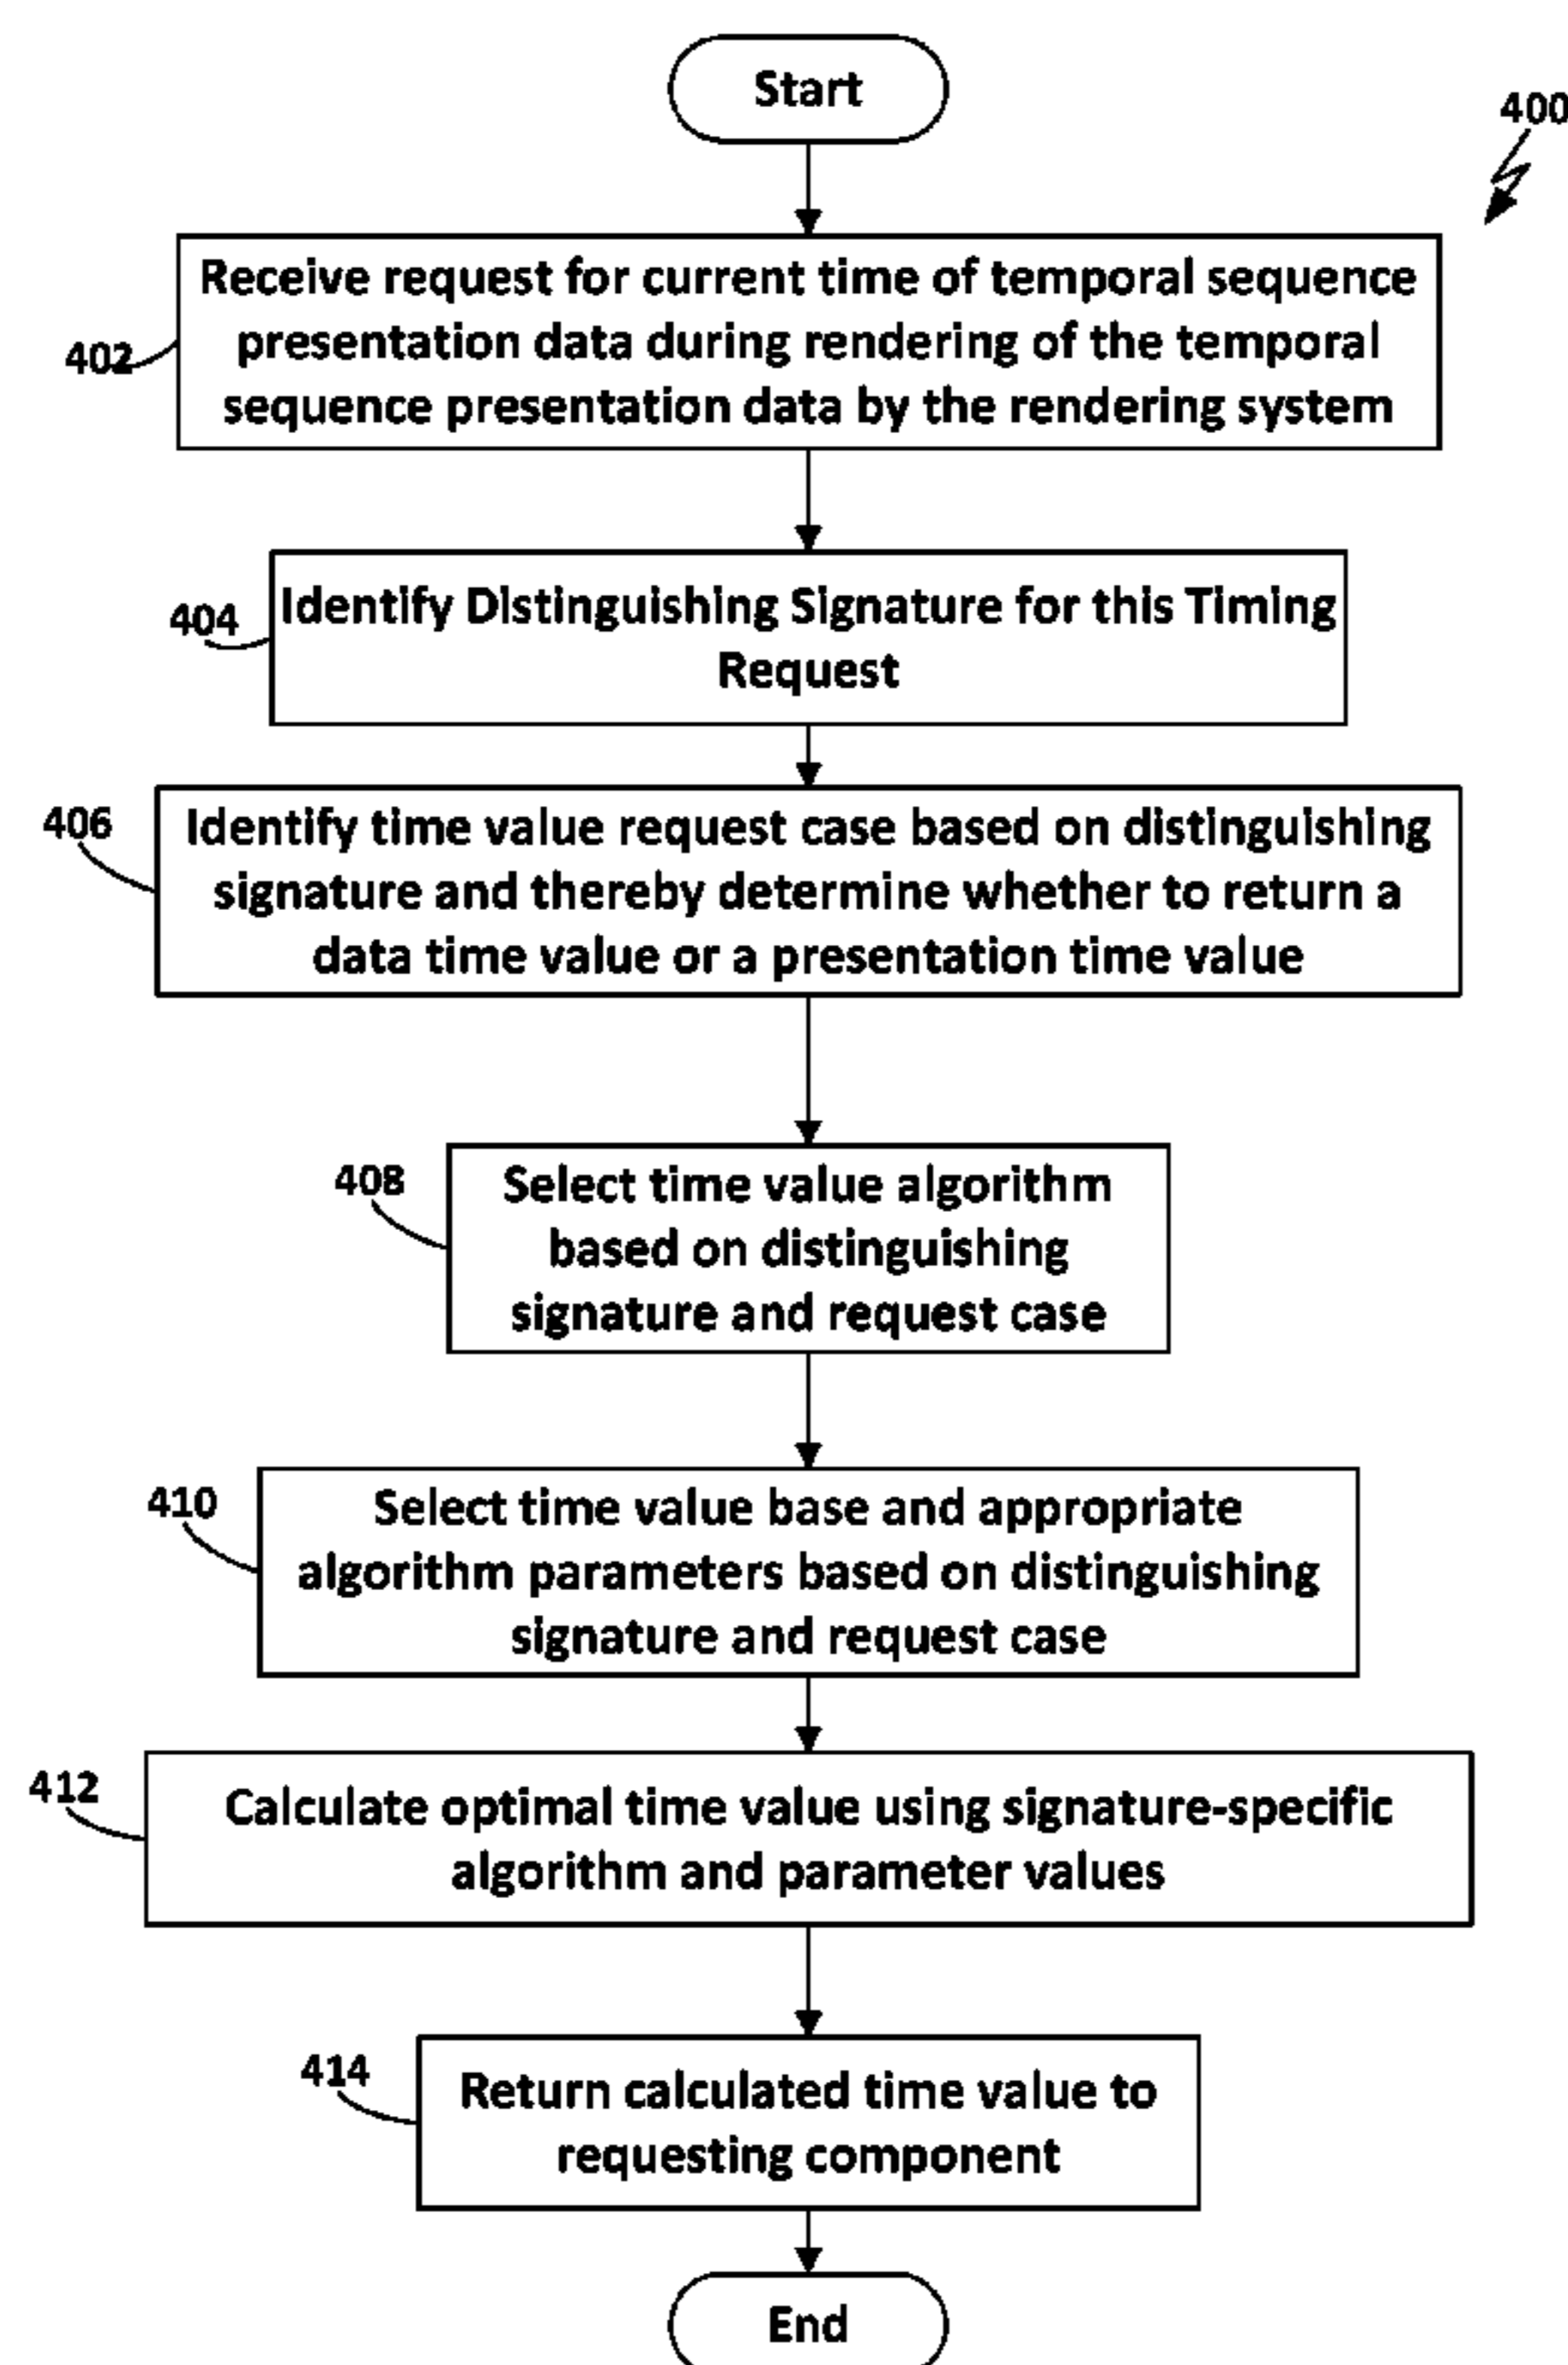 Start
400
Receive request for current time of temporal sequence
presentation data during rendering of the temporal
sequence presentation data by the rendering system
402
Identify Distinguishing Signature for this Timing
Request
404
406
Identify time value request case based on distinguishing
signature and thereby determine whether to return a
data time value or a presentation time value
408
Select time value algorithm
based on distinguishing
signature and request case
410
Select time value base and appropriate
algorithm parameters based on distinguishing
signature and request case
412
Calculate optimal time value using signature-specific
algorithm and parameter values
414
Return calculated time value to
requesting component
End